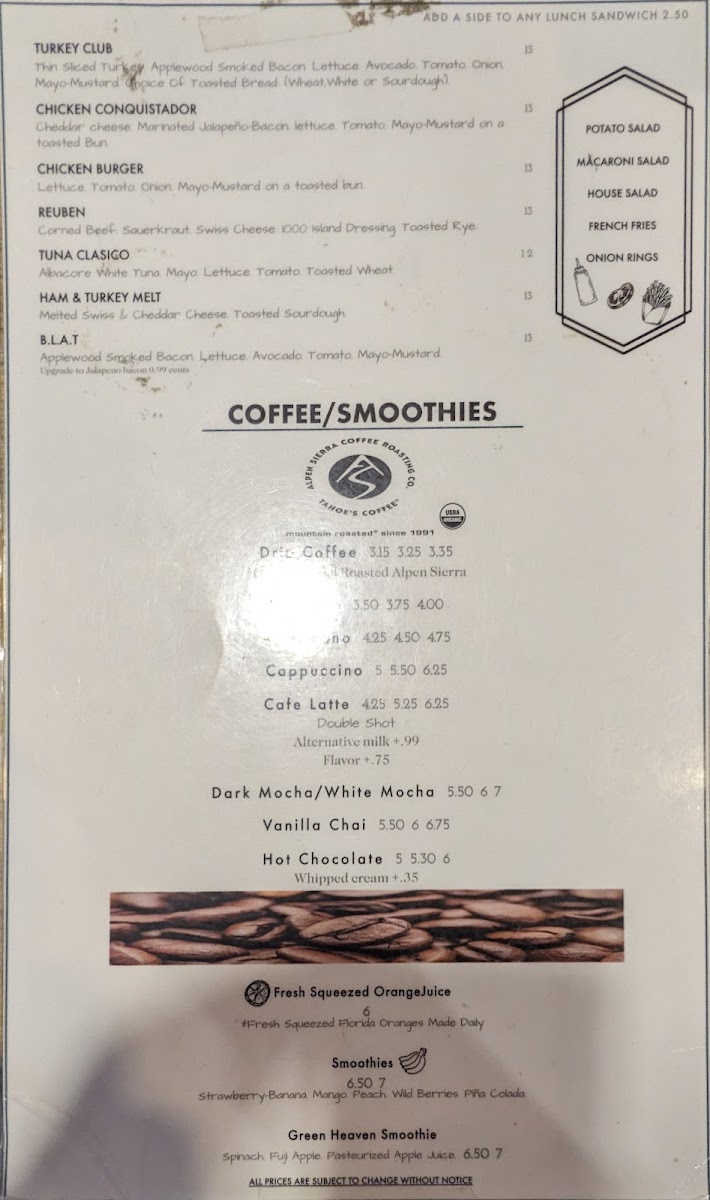 ADD A SIDE TO ANY LUNCH SANDWICH 2.50
TURKEY CLUB 13
Thin Sliced Turkey, Applewood Smoked Bacon, Lettuce, Avocado, Tomato, Onion,
Mayo-Mustard, Choice Of Toasted Bread. (Wheat,White or Sourdough).
CHICKEN CONQUISTADOR 13
Cheddar cheese, Marinated Jalapeño-Bacon, lettuce, Tomato, Mayo-Mustard on a
toasted Bun.
CHICKEN BURGER 13
Lettuce, Tomato, Onion, Mayo-Mustard on a toasted bun.
REUBEN 13
Corned Beef, Sauerkraut, Swiss Cheese, 1000 Island Dressing, Toasted Rye.
TUNA CLASIGO 12
Albacore White Tuna, Mayo, Lettuce, Tomato, Toasted Wheat
HAM & TURKEY MELT 13
Melted Swiss & Cheddar Cheese, Toasted Sourdough.
B.L.A.T 13
Applewood Smoked Bacon, Lettuce, Avocado, Tomato, Mayo-Mustard.
Upgrade to Jalapeno bacon 0.99 cents
POTATO SALAD
MACARONI SALAD
HOUSE SALAD
FRENCH FRIES
ONION RINGS
COFFEE/SMOOTHIES
ALPEN SIERRA COFFEE ROASTING CO.
TAHOE'S COFFEE
USDA
ORGANIC
mountain roasted® since 1991
Drip Coffee 3.15 3.25 3.35
Roasted Alpen Sierra
3.50 3.75 4.00
4.25 4.50 4.75
Cappuccino 5 5.50 6.25
Cafe Latte 4.25 5.25 6.25
Double Shot
Alternative milk +.99
Flavor +.75
Dark Mocha/White Mocha 5.50 6 7
Vanilla Chai 5.50 6 6.75
Hot Chocolate 5 5.30 6
Whipped cream +.35
Fresh Squeezed OrangeJuice
6
*Fresh Squeezed Florida Oranges Made Daily
Smoothies
6.50 7
Strawberry-Banana, Mango, Peach, Wild Berries, Piña Colada.
Green Heaven Smoothie
Spinach, Fuji Apple, Pasteurized Apple Juice. 6.50 7
ALL PRICES ARE SUBJECT TO CHANGE WITHOUT NOTICE